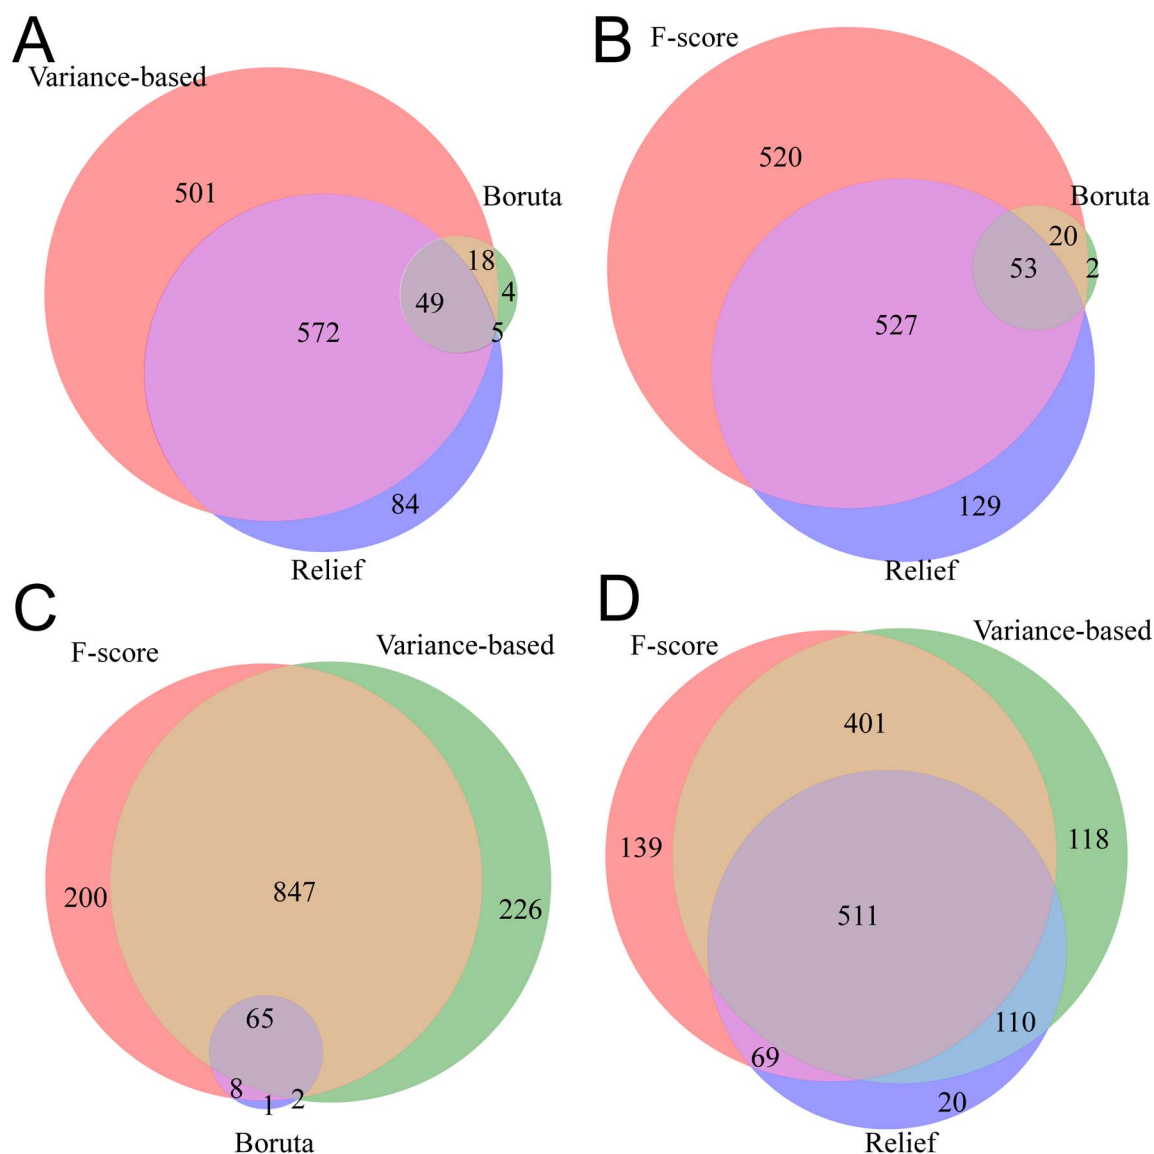 A
Variance-based
501
Boruta
18
4
49
5
572
84
Relief
B
F-score
520
Boruta
20
2
53
527
129
Relief
C
F-score
Variance-based
200
847
226
65
8
1
2
Boruta
D
F-score
Variance-based
401
139
118
511
110
69
20
Relief